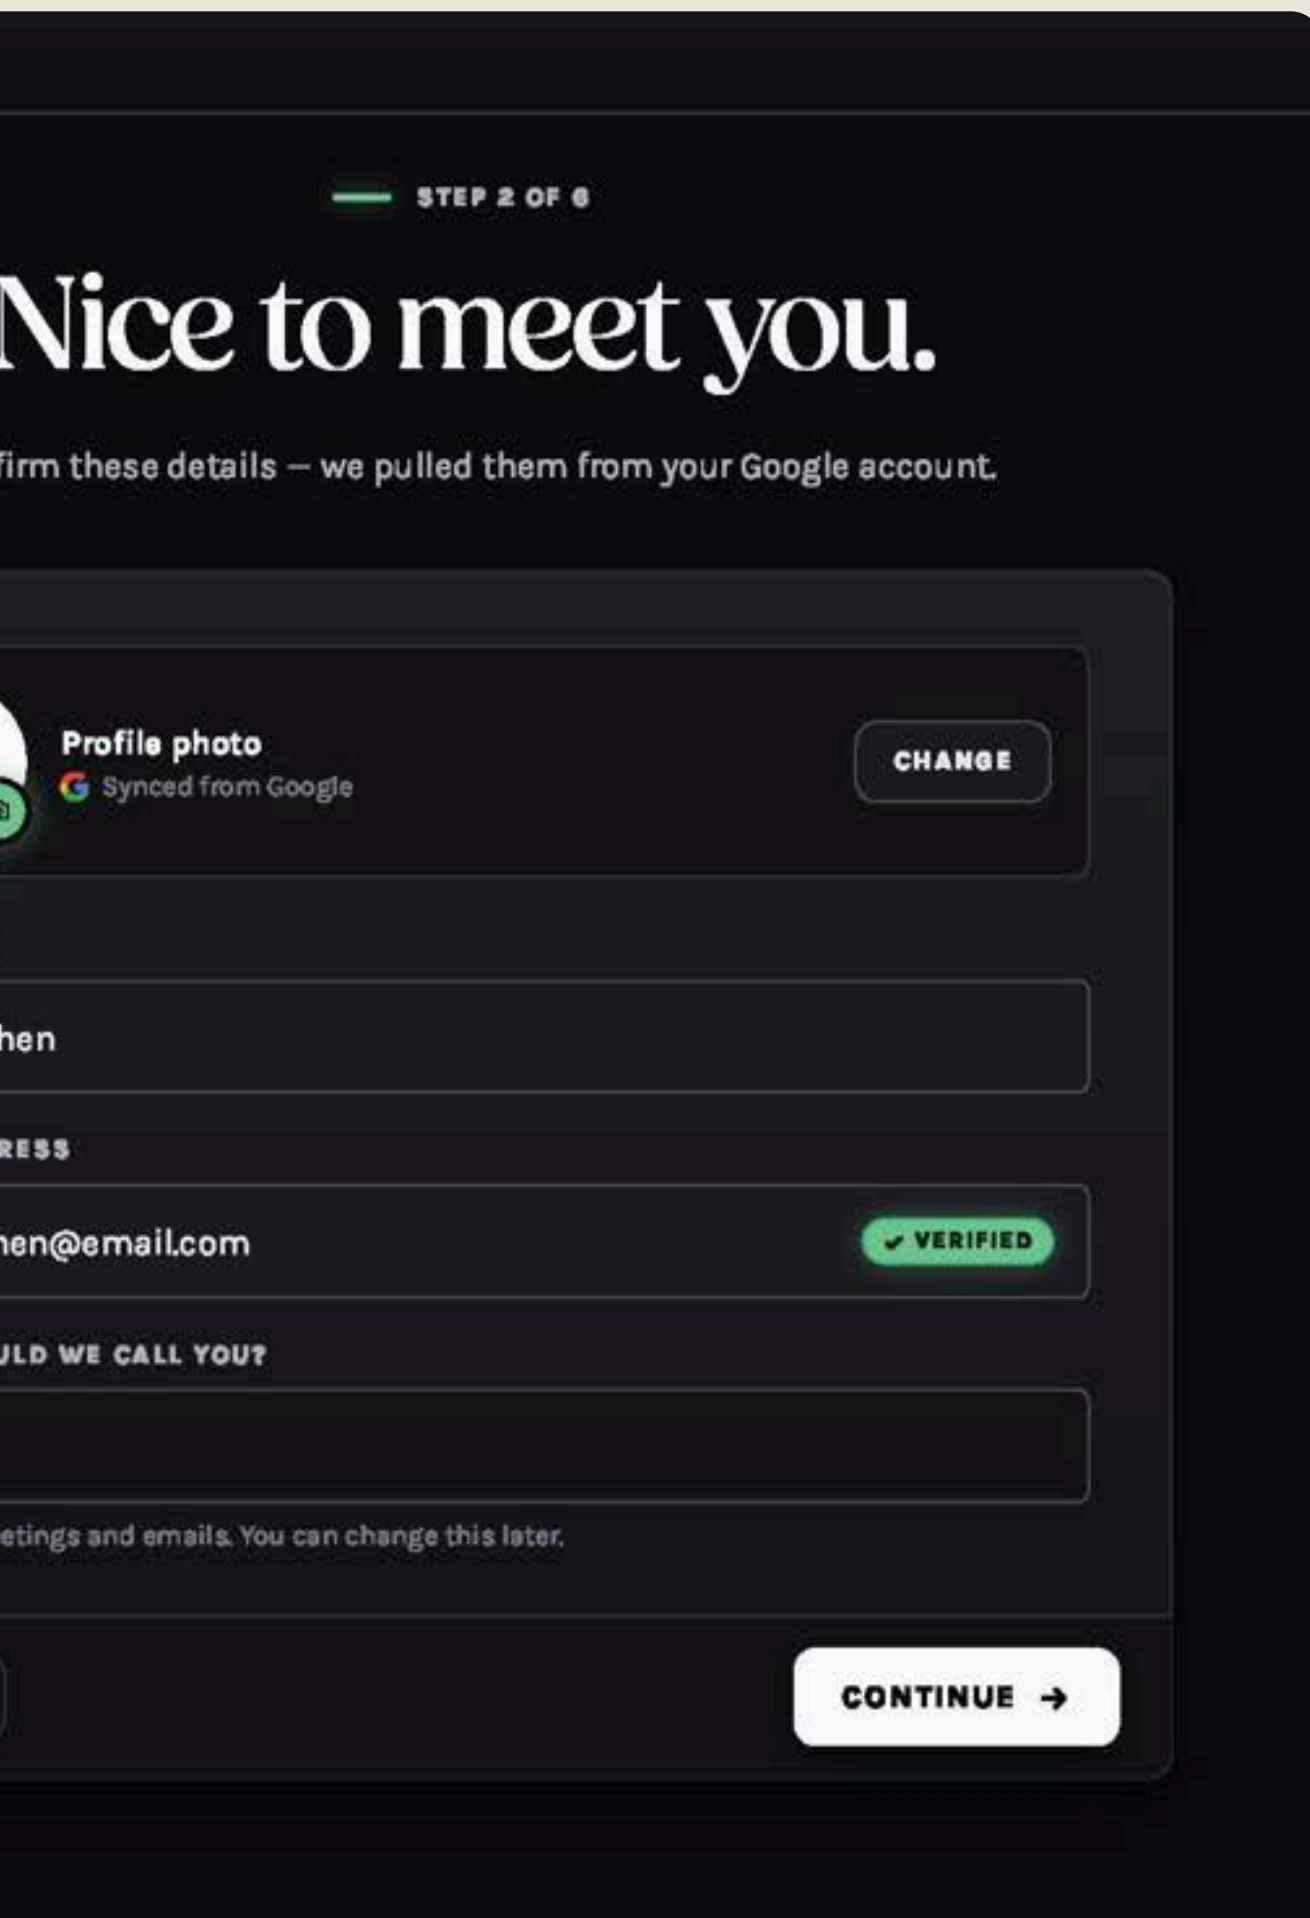 STEP 2 OF 6
Nice to meet you.
firm these details — we pulled them from your Google account.
Profile photo
Synced from Google
CHANGE
hen
RESS
hen@email.com
✓ VERIFIED
ULD WE CALL YOU?
etings and emails. You can change this later.
CONTINUE →